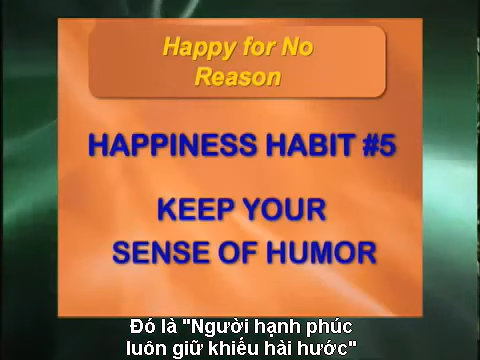 Happy for No
Reason
HAPPINESS HABIT #5
KEEP YOUR
SENSE OF HUMOR
Đó là "Người hạnh phúc
luôn giữ khiếu hài hước"